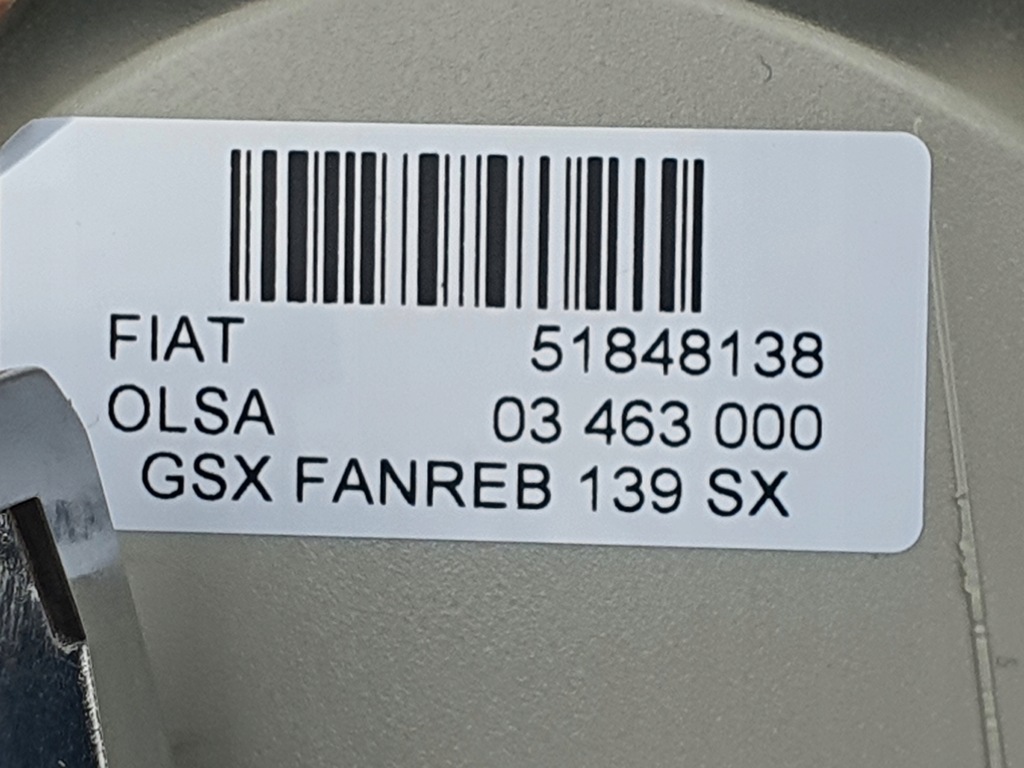 FIAT 51848138
OLSA 03 463 000
GSX FANREB 139 SX